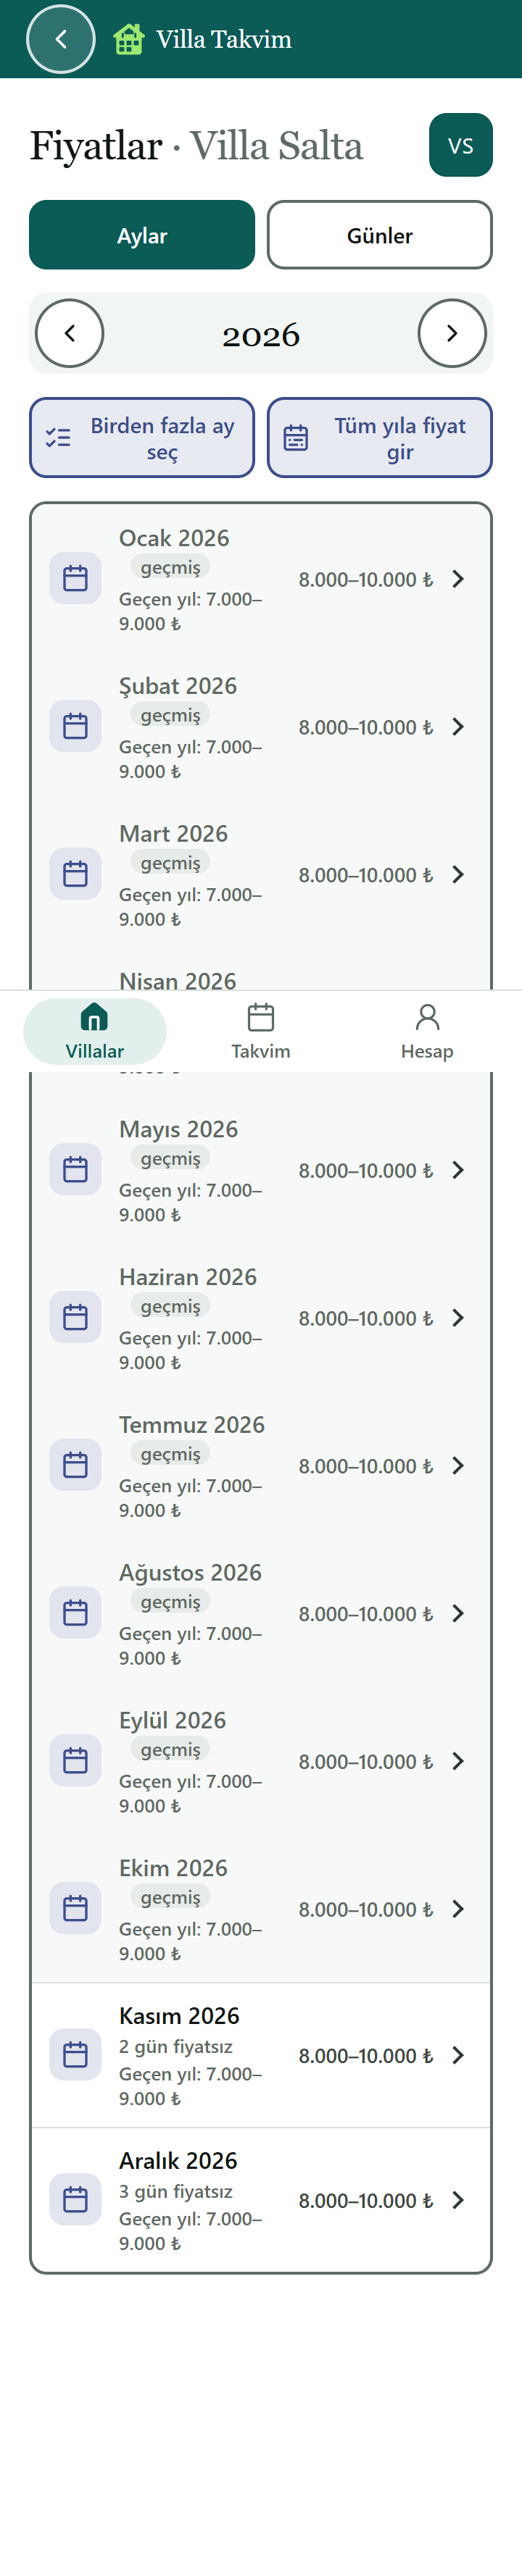 Villa Takvim
Fiyatlar · Villa Salta
VS
Aylar
Günler
2026
Birden fazla ay
seç
Tüm yıla fiyat
gir
Ocak 2026
geçmiş
Geçen yıl: 7.000–
9.000 ₺
8.000–10.000 ₺
Şubat 2026
geçmiş
Geçen yıl: 7.000–
9.000 ₺
8.000–10.000 ₺
Mart 2026
geçmiş
Geçen yıl: 7.000–
9.000 ₺
8.000–10.000 ₺
Nisan 2026
Villalar
Takvim
Hesap
Mayıs 2026
geçmiş
Geçen yıl: 7.000–
9.000 ₺
8.000–10.000 ₺
Haziran 2026
geçmiş
Geçen yıl: 7.000–
9.000 ₺
8.000–10.000 ₺
Temmuz 2026
geçmiş
Geçen yıl: 7.000–
9.000 ₺
8.000–10.000 ₺
Ağustos 2026
geçmiş
Geçen yıl: 7.000–
9.000 ₺
8.000–10.000 ₺
Eylül 2026
geçmiş
Geçen yıl: 7.000–
9.000 ₺
8.000–10.000 ₺
Ekim 2026
geçmiş
Geçen yıl: 7.000–
9.000 ₺
8.000–10.000 ₺
Kasım 2026
2 gün fiyatsız
Geçen yıl: 7.000–
9.000 ₺
8.000–10.000 ₺
Aralık 2026
3 gün fiyatsız
Geçen yıl: 7.000–
9.000 ₺
8.000–10.000 ₺